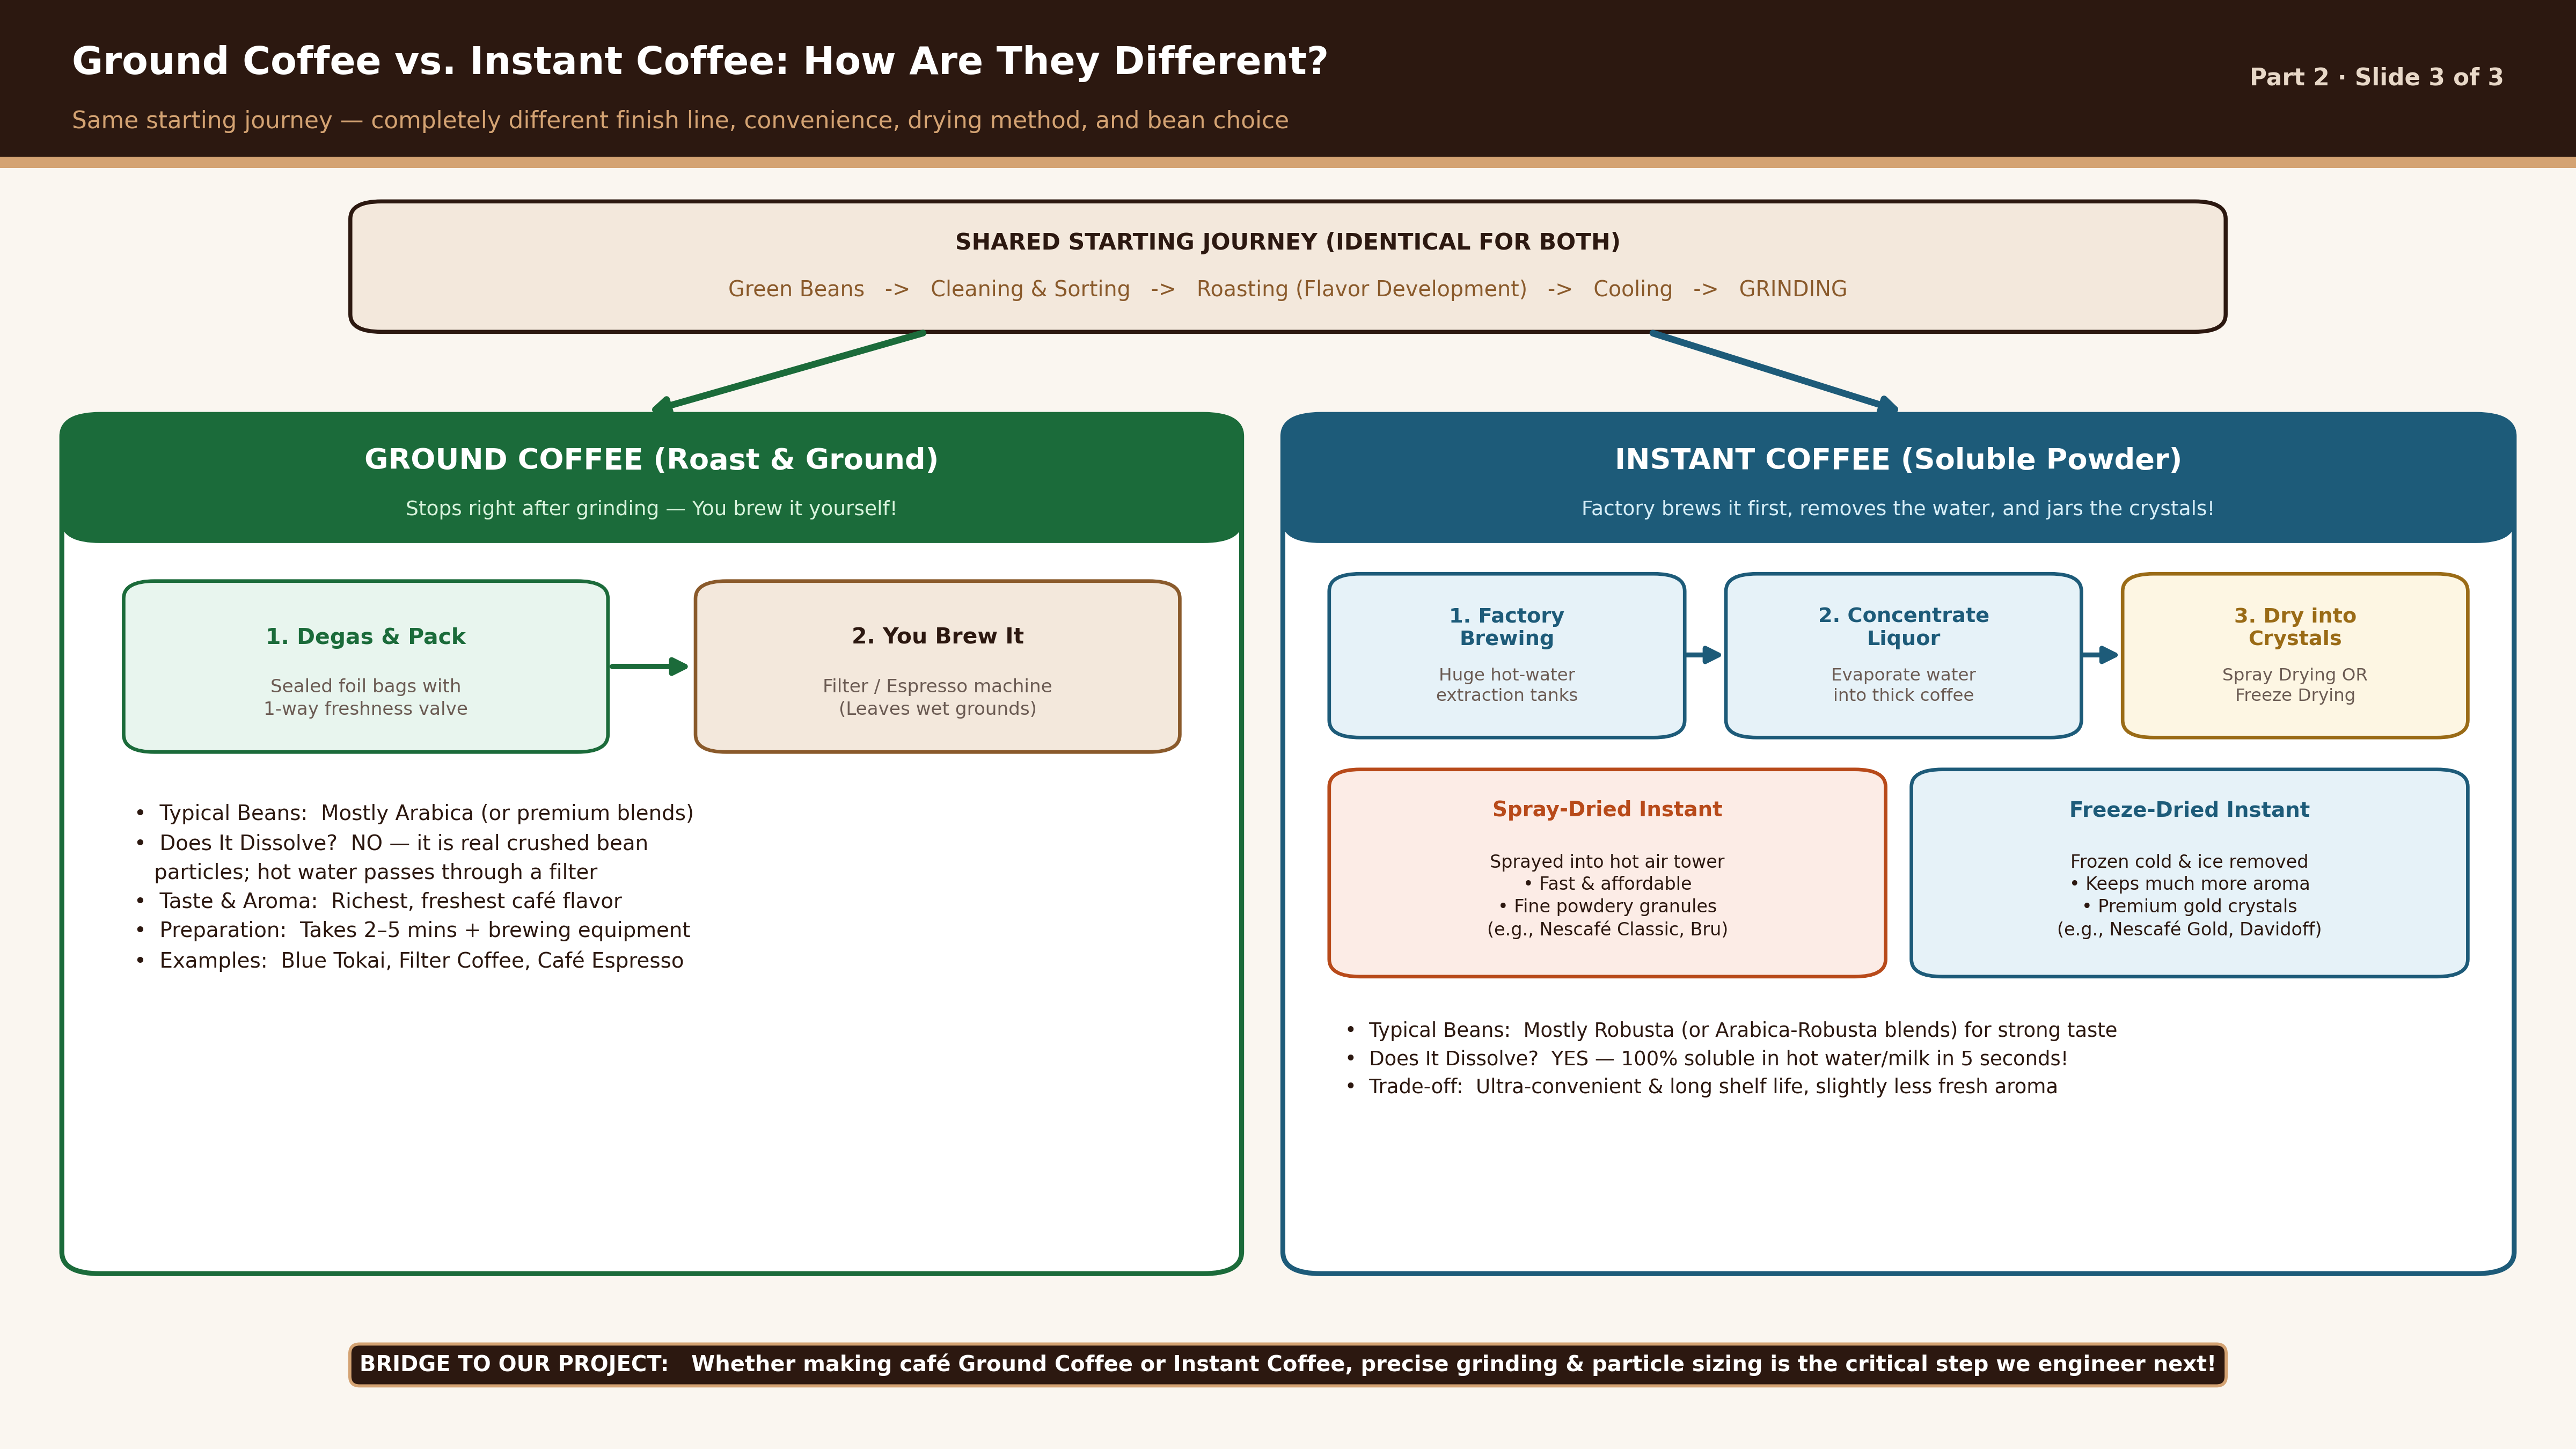 Ground Coffee vs. Instant Coffee: How Are They Different?
Part 2 · Slide 3 of 3
Same starting journey — completely different finish line, convenience, drying method, and bean choice
SHARED STARTING JOURNEY (IDENTICAL FOR BOTH)
Green Beans -> Cleaning & Sorting -> Roasting (Flavor Development) -> Cooling -> GRINDING
GROUND COFFEE (Roast & Ground)
Stops right after grinding — You brew it yourself!
1. Degas & Pack
Sealed foil bags with
1-way freshness valve
2. You Brew It
Filter / Espresso machine
(Leaves wet grounds)
• Typical Beans: Mostly Arabica (or premium blends)
• Does It Dissolve? NO — it is real crushed bean
particles; hot water passes through a filter
• Taste & Aroma: Richest, freshest café flavor
• Preparation: Takes 2–5 mins + brewing equipment
• Examples: Blue Tokai, Filter Coffee, Café Espresso
INSTANT COFFEE (Soluble Powder)
Factory brews it first, removes the water, and jars the crystals!
1. Factory
Brewing
Huge hot-water
extraction tanks
2. Concentrate
Liquor
Evaporate water
into thick coffee
3. Dry into
Crystals
Spray Drying OR
Freeze Drying
Spray-Dried Instant
Sprayed into hot air tower
• Fast & affordable
• Fine powdery granules
(e.g., Nescafé Classic, Bru)
Freeze-Dried Instant
Frozen cold & ice removed
• Keeps much more aroma
• Premium gold crystals
(e.g., Nescafé Gold, Davidoff)
• Typical Beans: Mostly Robusta (or Arabica-Robusta blends) for strong taste
• Does It Dissolve? YES — 100% soluble in hot water/milk in 5 seconds!
• Trade-off: Ultra-convenient & long shelf life, slightly less fresh aroma
BRIDGE TO OUR PROJECT: Whether making café Ground Coffee or Instant Coffee, precise grinding & particle sizing is the critical step we engineer next!